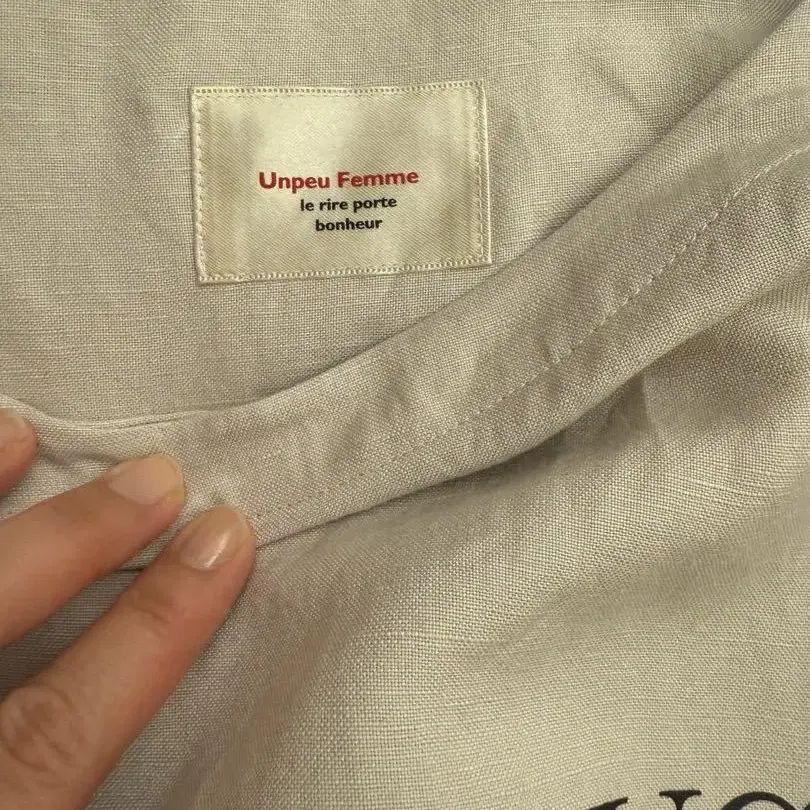 Unpeu Femme
le rire porte
bonheur